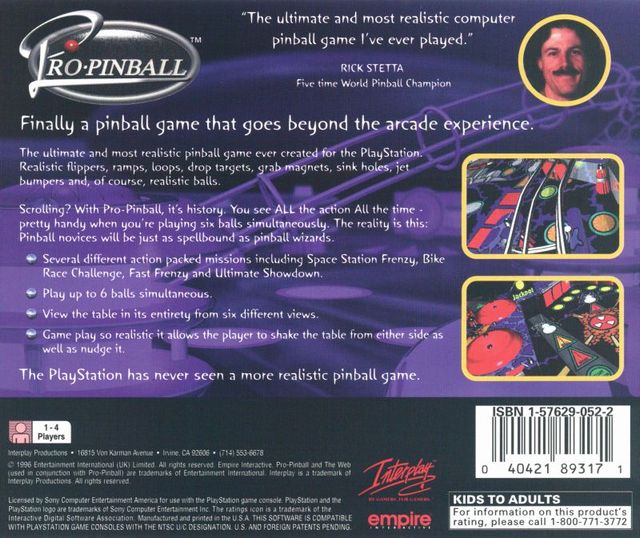 PRO·PINBALL™
"The ultimate and most realistic computer
pinball game I've ever played."
RICK STETTA
Five time World Pinball Champion
Finally a pinball game that goes beyond the arcade experience.
The ultimate and most realistic pinball game ever created for the PlayStation.
Realistic flippers, ramps, loops, drop targets, grab magnets, sink holes, jet
bumpers and, of course, realistic balls.
Scrolling? With Pro-Pinball, it's history. You see ALL the action All the time -
pretty handy when you're playing six balls simultaneously. The reality is this:
Pinball novices will be just as spellbound as pinball wizards.
Several different action packed missions including Space Station Frenzy, Bike
Race Challenge, Fast Frenzy and Ultimate Showdown.
Play up to 6 balls simultaneous.
View the table in its entirety from six different views.
Game play so realistic it allows the player to shake the table from either side as
well as nudge it.
The PlayStation has never seen a more realistic pinball game.
Jackpot
1 - 4
Players
Interplay Productions • 16815 Von Karman Avenue • Irvine, CA 92606 • (714) 553-6678
© 1996 Entertainment International (UK) Limited. All rights reserved. Empire Interactive. Pro-Pinball and The Web
(used in conjunction with Pro-Pinball) are trademarks of Entertainment International. Interplay is a trademark of Interplay
Productions. All rights reserved.
Licensed by Sony Computer Entertainment America for use with the PlayStation game console. PlayStation and the
PlayStation logo are trademarks of Sony Computer Entertainment Inc. The ratings icon is a trademark of the
Interactive Digital Software Association. Manufactured and printed in the U.S.A. THIS SOFTWARE IS COMPATIBLE
WITH PLAYSTATION GAME CONSOLES WITH THE NTSC U/C DESIGNATION. U.S. AND FOREIGN PATENTS PENDING.
Interplay
BY GAMERS, FOR GAMERS.
empire
INTERACTIVE
ISBN 1-57629-052-2
0 40421 89317 1
KIDS TO ADULTS
For information on this product's
rating, please call 1-800-771-3772